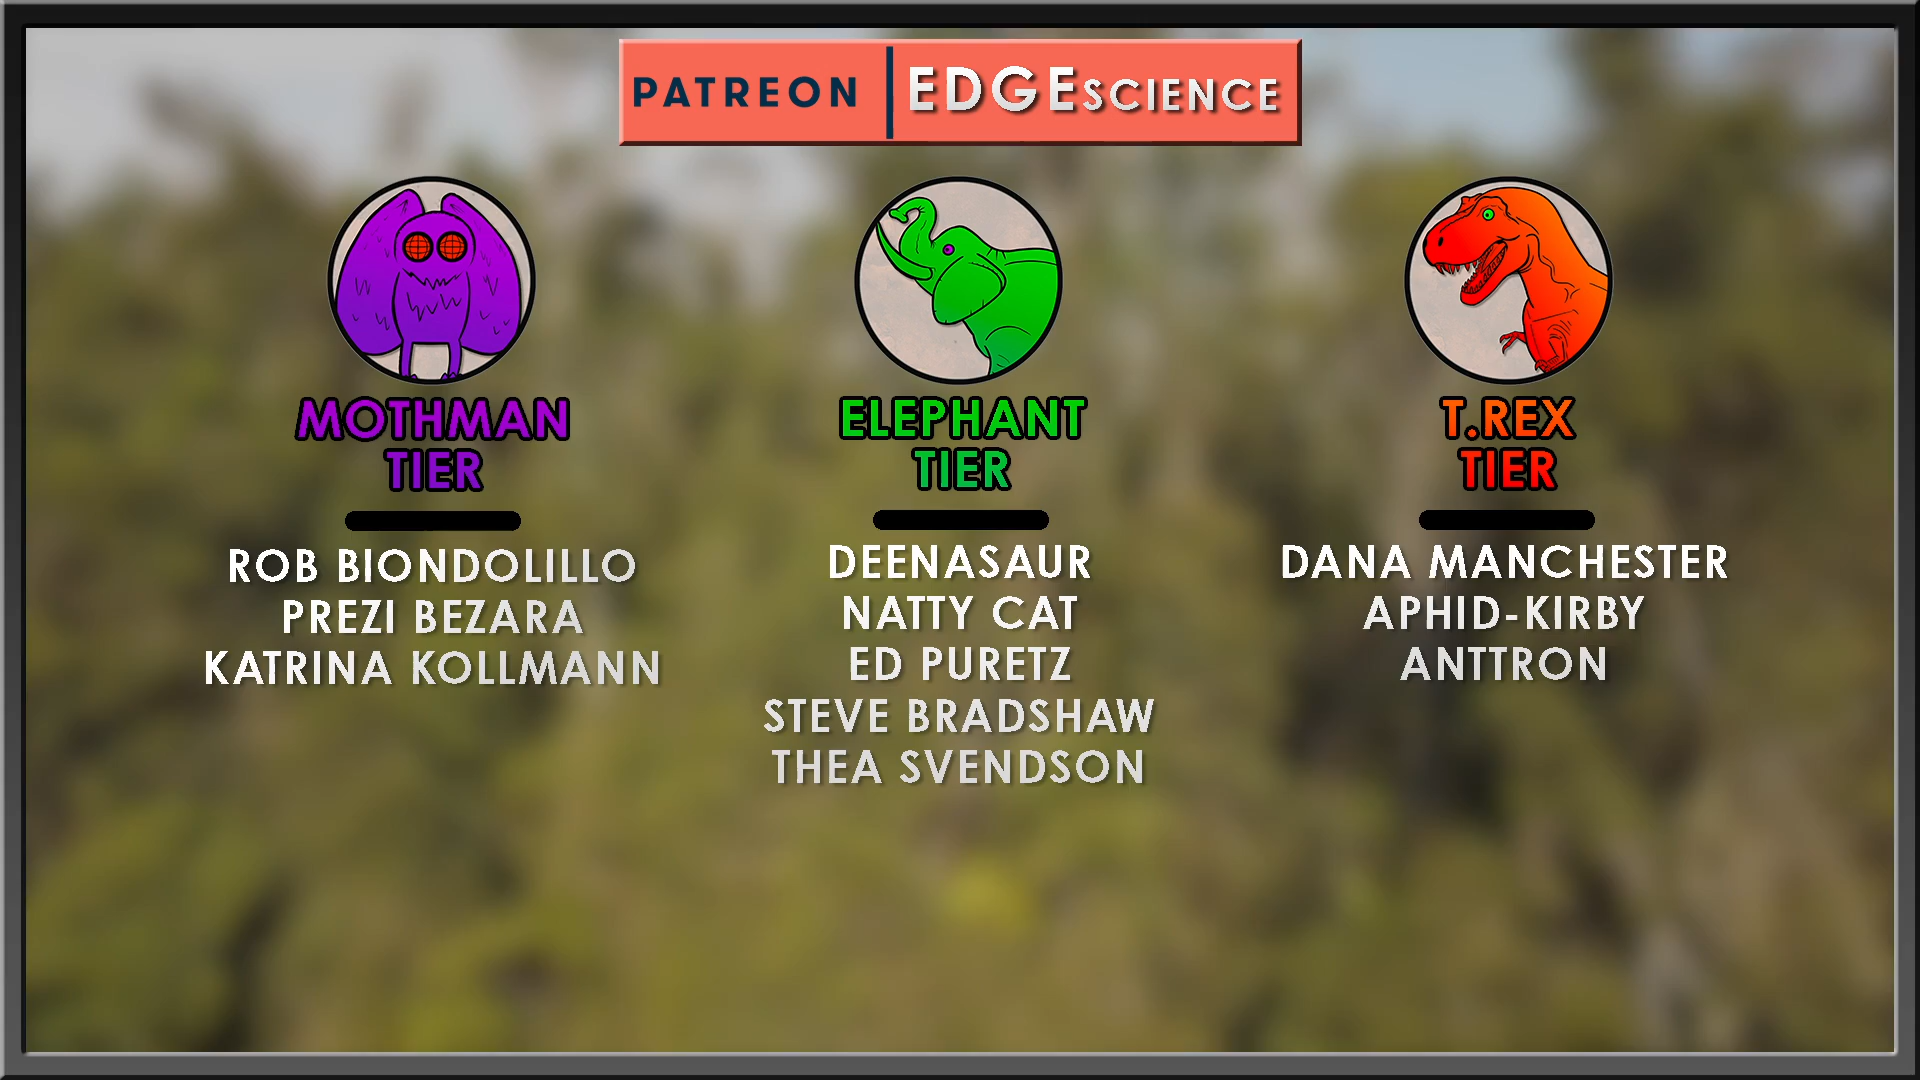 PATREON | EDGESCIENCE
MOTHMAN
TIER
ROB BIONDOLILLO
PREZI BEZARA
KATRINA KOLLMANN
ELEPHANT
TIER
DEENASAUR
NATTY CAT
ED PURETZ
STEVE BRADSHAW
THEA SVENDSON
T.REX
TIER
DANA MANCHESTER
APHID-KIRBY
ANTTRON